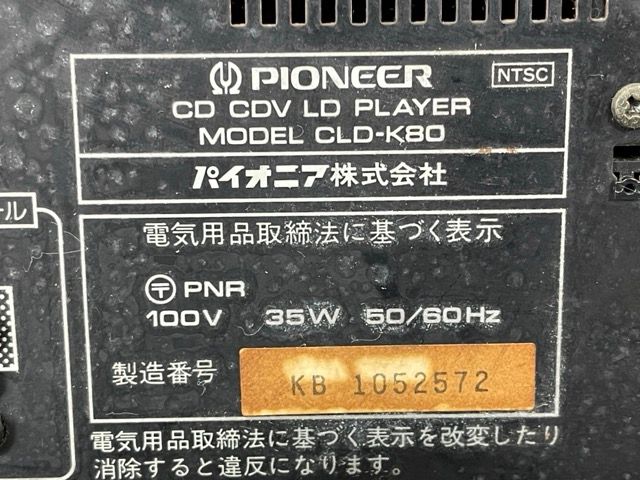 PIONEER
NTSC
CD CDV LD PLAYER
MODEL CLD-K80
パイオニア株式会社
ール
電気用品取締法に基づく表示
〒 PNR
100V 35W 50/60Hz
製造番号 KB 1052572
電気用品取締法に基づく表示を改変したり
消除すると違反になります。